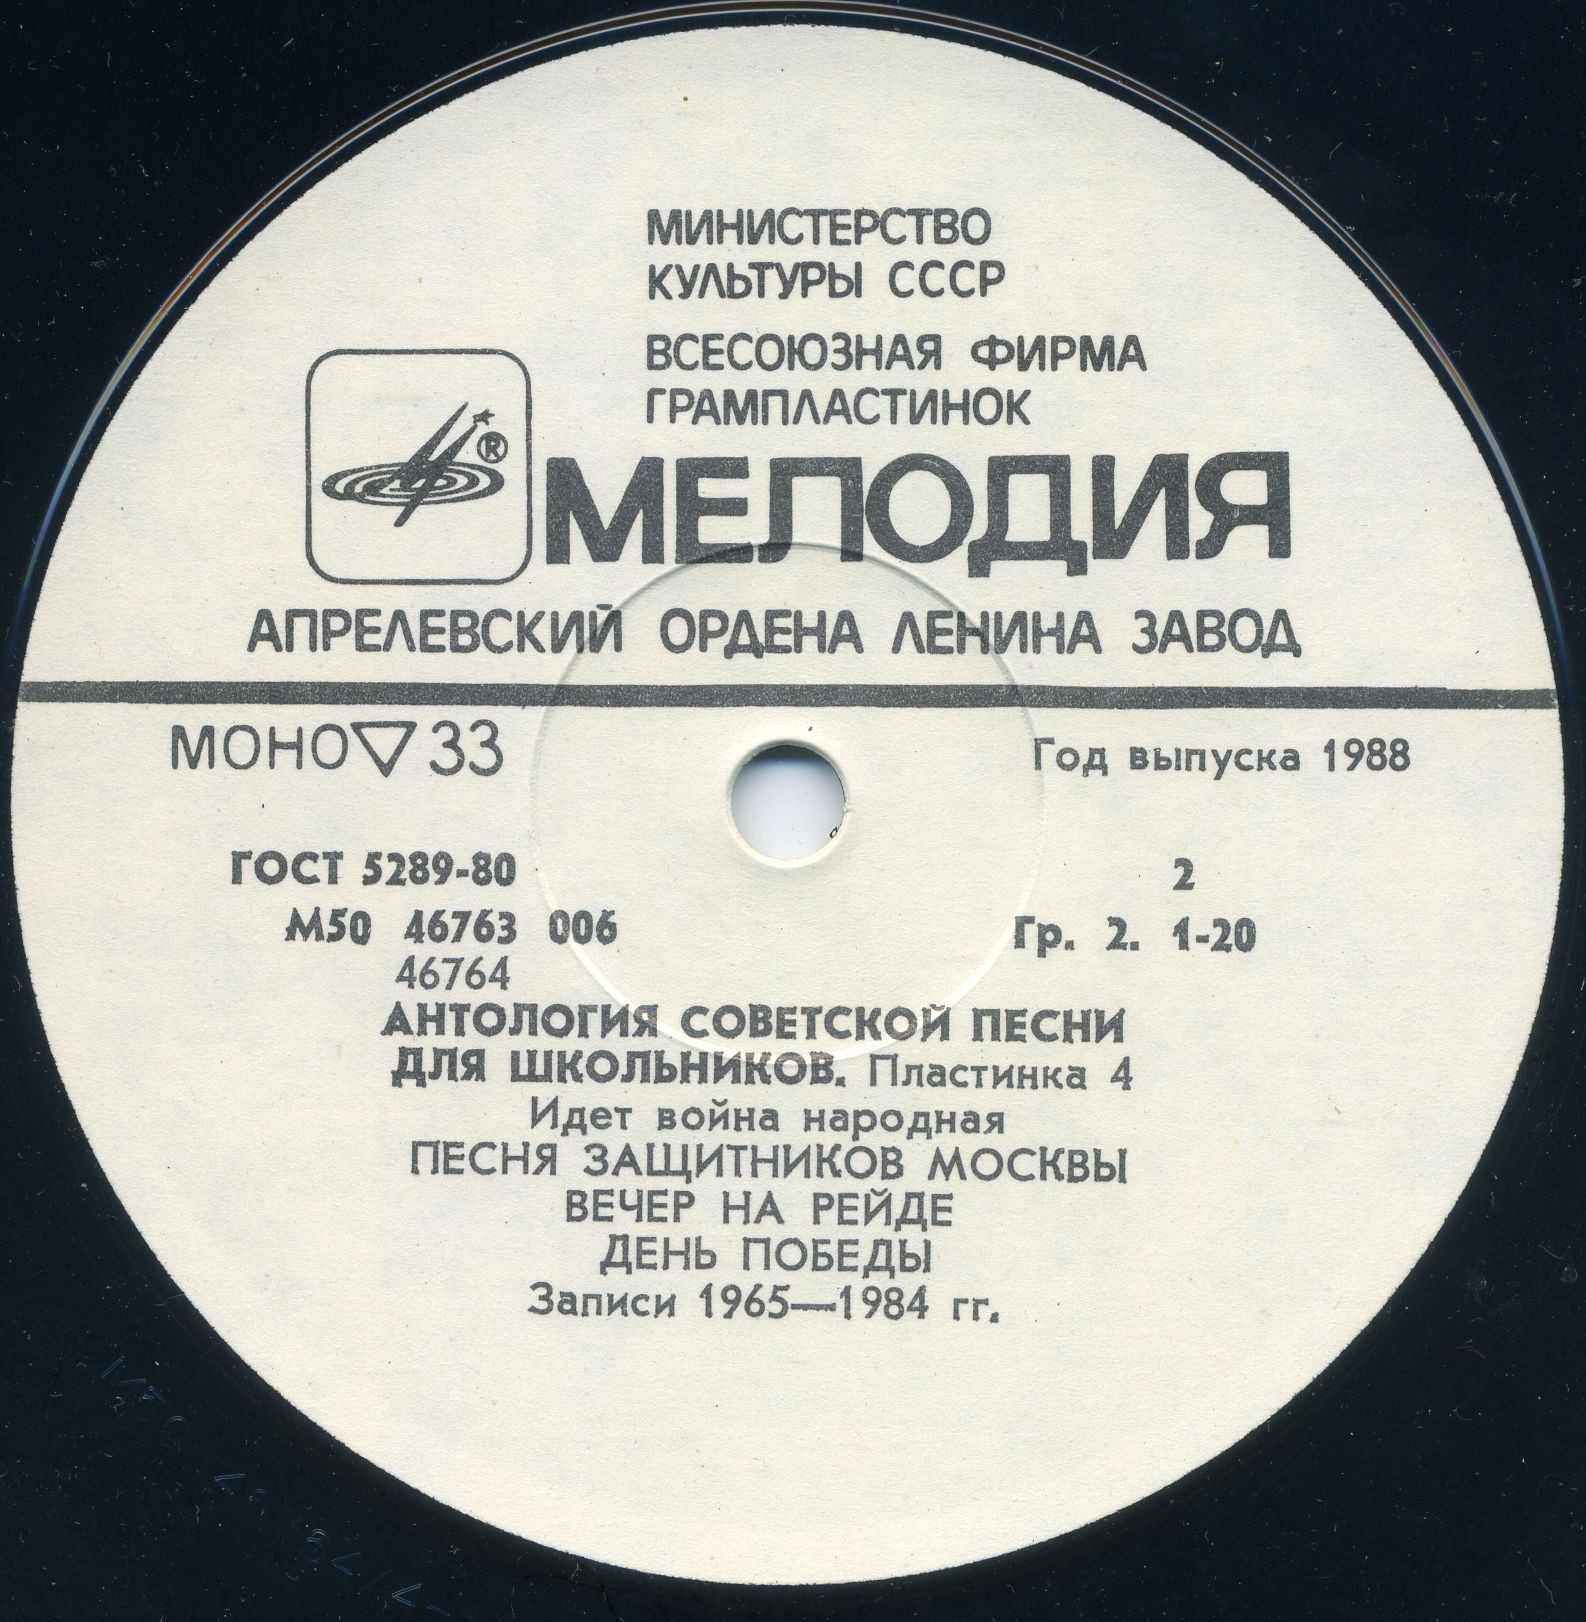 МИНИСТЕРСТВО
КУЛЬТУРЫ СССР
ВСЕСОЮЗНАЯ ФИРМА
ГРАМПЛАСТИНОК
®
МЕЛОДИЯ
АПРЕЛЕВСКИЙ ОРДЕНА ЛЕНИНА ЗАВОД
МОНО ▽ 33
Год выпуска 1988
ГОСТ 5289-80
2
М50 46763 006
Гр. 2. 1-20
46764
АНТОЛОГИЯ СОВЕТСКОЙ ПЕСНИ
ДЛЯ ШКОЛЬНИКОВ. Пластинка 4
Идет война народная
ПЕСНЯ ЗАЩИТНИКОВ МОСКВЫ
ВЕЧЕР НА РЕЙДЕ
ДЕНЬ ПОБЕДЫ
Записи 1965—1984 гг.